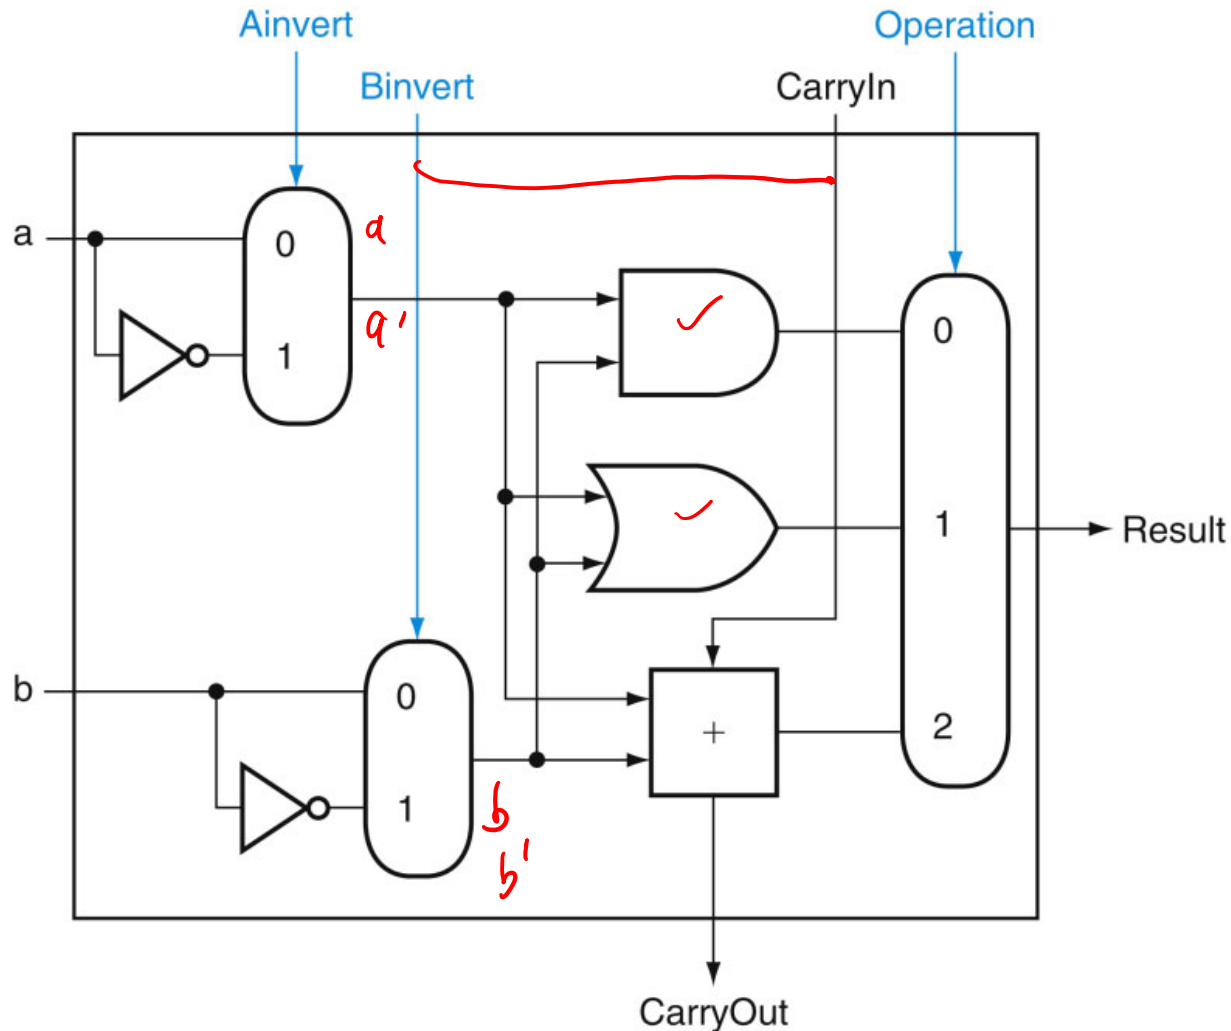 Ainvert
Operation
Binvert
CarryIn
a
0
a
a'
1
0
1
Result
b
0
2
+
1
b
b'
CarryOut